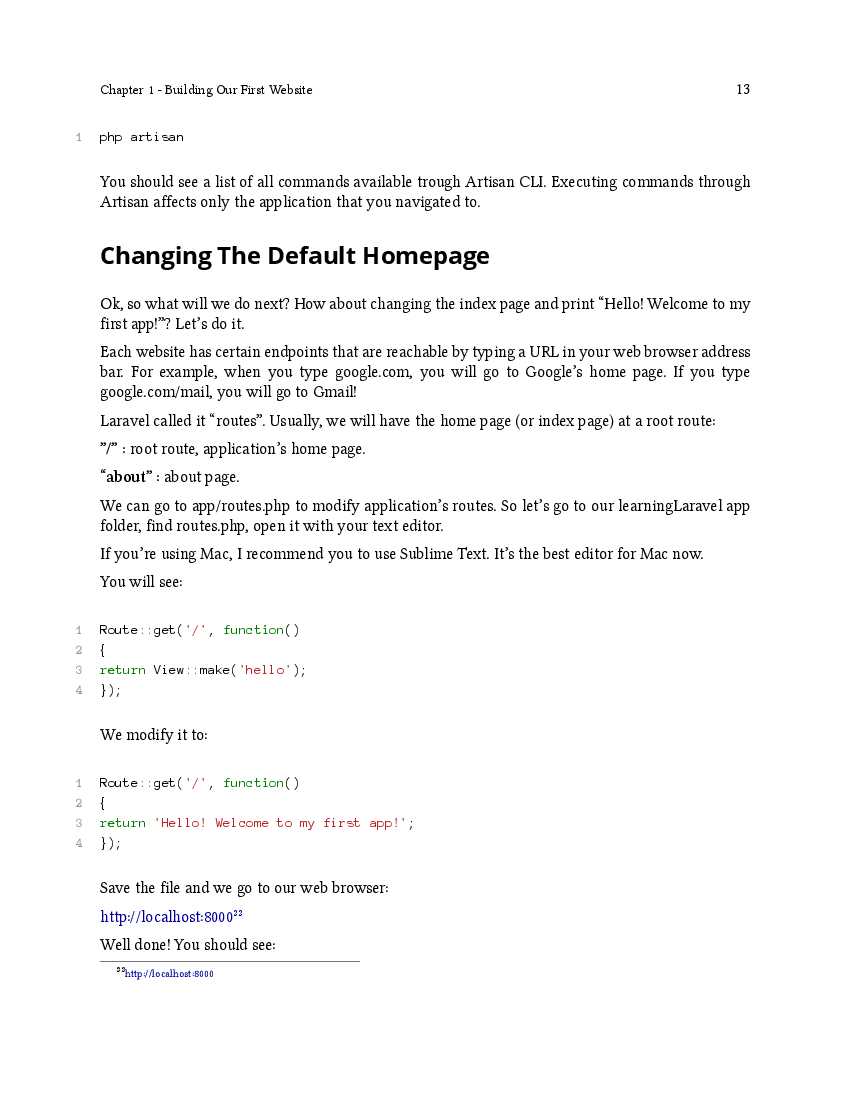 Chapter 1 - Building Our First Website 13
1 php artisan
You should see a list of all commands available trough Artisan CLI. Executing commands through
Artisan affects only the application that you navigated to.
Changing The Default Homepage
Ok, so what will we do next? How about changing the index page and print “Hello! Welcome to my
first app!”? Let’s do it.
Each website has certain endpoints that are reachable by typing a URL in your web browser address
bar. For example, when you type google.com, you will go to Google’s home page. If you type
google.com/mail, you will go to Gmail!
Laravel called it “routes”. Usually, we will have the home page (or index page) at a root route:
”/” : root route, application’s home page.
“about” : about page.
We can go to app/routes.php to modify application’s routes. So let’s go to our learningLaravel app
folder, find routes.php, open it with your text editor.
If you’re using Mac, I recommend you to use Sublime Text. It’s the best editor for Mac now.
You will see:
1 Route::get('/', function()
2 {
3 return View::make('hello');
4 });
We modify it to:
1 Route::get('/', function()
2 {
3 return 'Hello! Welcome to my first app!';
4 });
Save the file and we go to our web browser:
http://localhost:8000²²
Well done! You should see:
²²http://localhost:8000